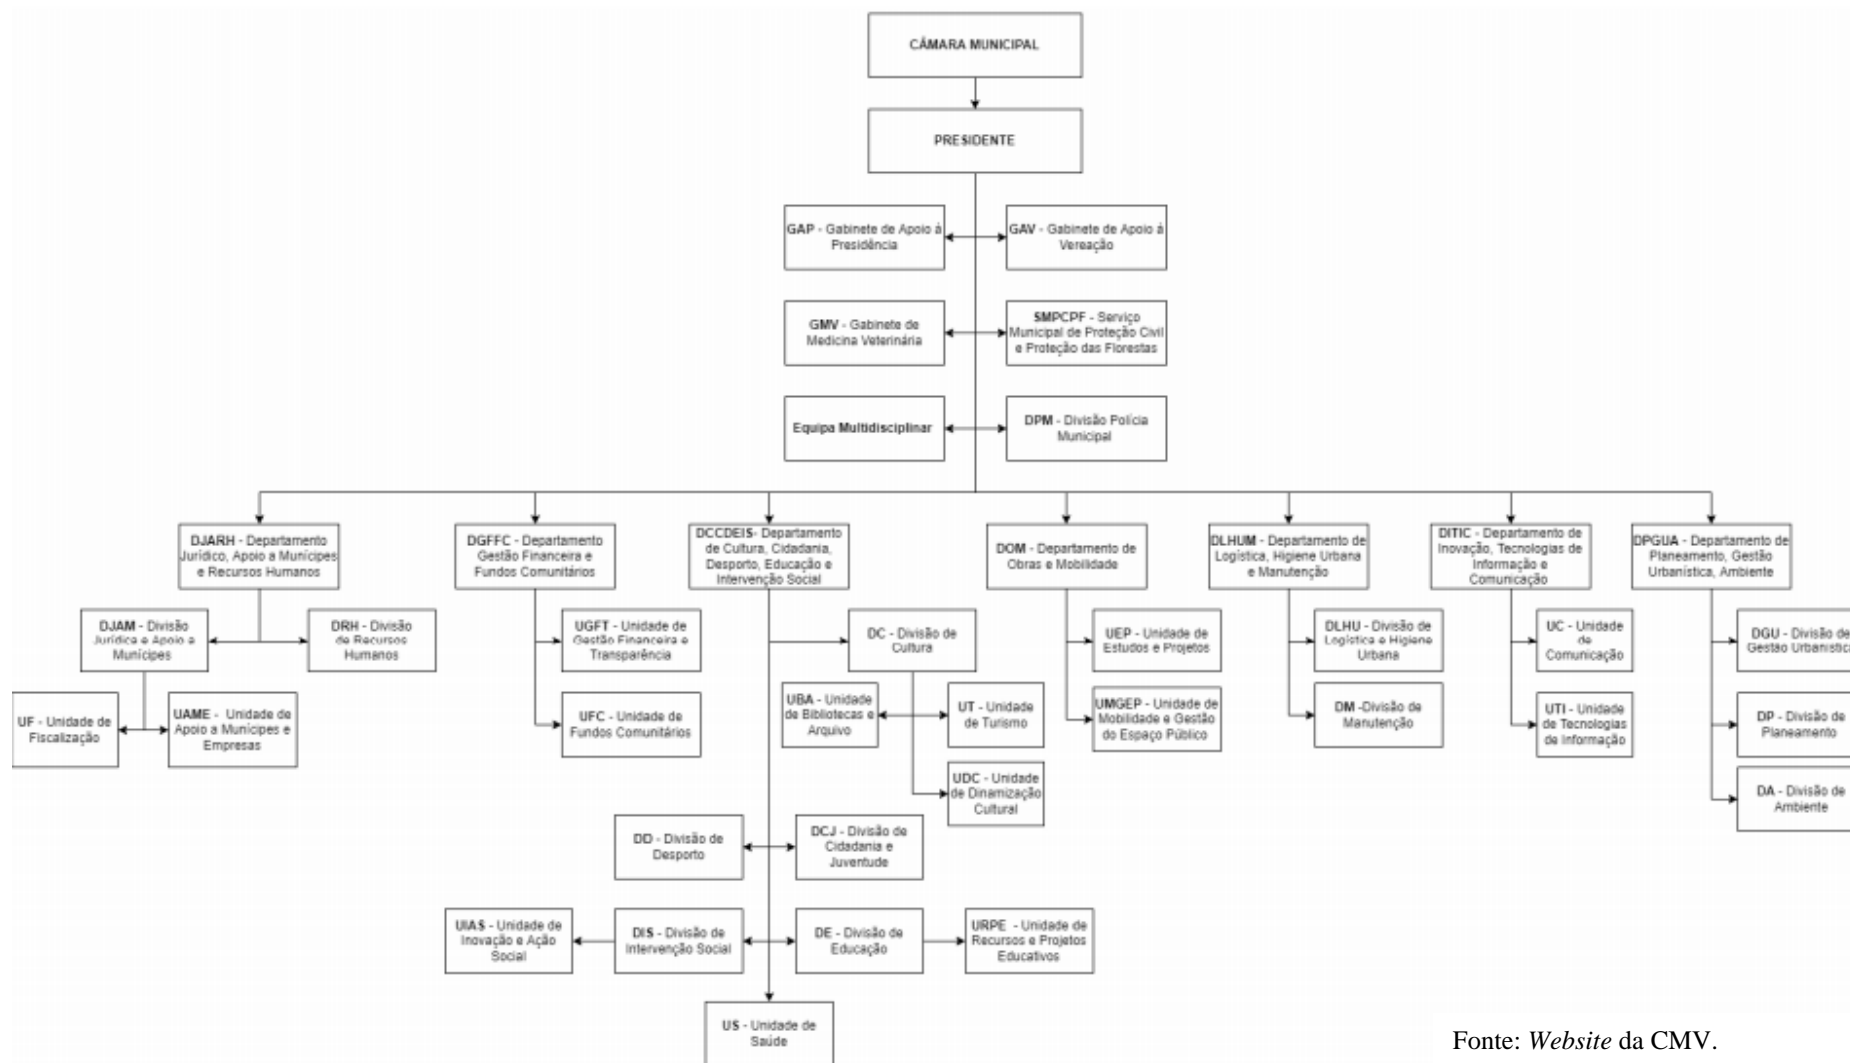 CÂMARA MUNICIPAL
PRESIDENTE
GAP - Gabinete de Apoio à
Presidência
GAV - Gabinete de Apoio à
Vereação
GMV - Gabinete de
Medicina Veterinária
SMPCPF - Serviço
Municipal de Proteção Civil
e Proteção das Florestas
Equipa Multidisciplinar
DPM - Divisão Polícia
Municipal
DJARH - Departamento
Jurídico, Apoio a Munícipes
e Recursos Humanos
DGFFC - Departamento
Gestão Financeira e
Fundos Comunitários
DCCDEIS- Departamento
de Cultura, Cidadania,
Desporto, Educação e
Intervenção Social
DOM - Departamento de
Obras e Mobilidade
DLHUM - Departamento de
Logística, Higiene Urbana
e Manutenção
DITIC - Departamento de
Inovação, Tecnologias de
Informação e
Comunicação
DPGUA - Departamento de
Planeamento, Gestão
Urbanística, Ambiente
DJAM - Divisão
Jurídica e Apoio a
Munícipes
DRH - Divisão
de Recursos
Humanos
UGFT - Unidade de
Gestão Financeira e
Transparência
DC - Divisão de
Cultura
UEP - Unidade de
Estudos e Projetos
DLHU - Divisão de
Logística e Higiene
Urbana
UC - Unidade
de
Comunicação
DGU - Divisão de
Gestão Urbanística
UF - Unidade de
Fiscalização
UAME - Unidade de
Apoio a Munícipes e
Empresas
UFC - Unidade de
Fundos Comunitários
UBA - Unidade
de Bibliotecas e
Arquivo
UT - Unidade
de Turismo
UMGEP - Unidade de
Mobilidade e Gestão
do Espaço Público
DM -Divisão de
Manutenção
UTI - Unidade
de Tecnologias
de Informação
DP - Divisão de
Planeamento
UDC - Unidade
de Dinamização
Cultural
DA - Divisão de
Ambiente
DD - Divisão de
Desporto
DCJ - Divisão de
Cidadania e
Juventude
UIAS - Unidade de
Inovação e Ação
Social
DIS - Divisão de
Intervenção Social
DE - Divisão de
Educação
URPE - Unidade de
Recursos e Projetos
Educativos
US - Unidade de
Saúde
Fonte: Website da CMV.